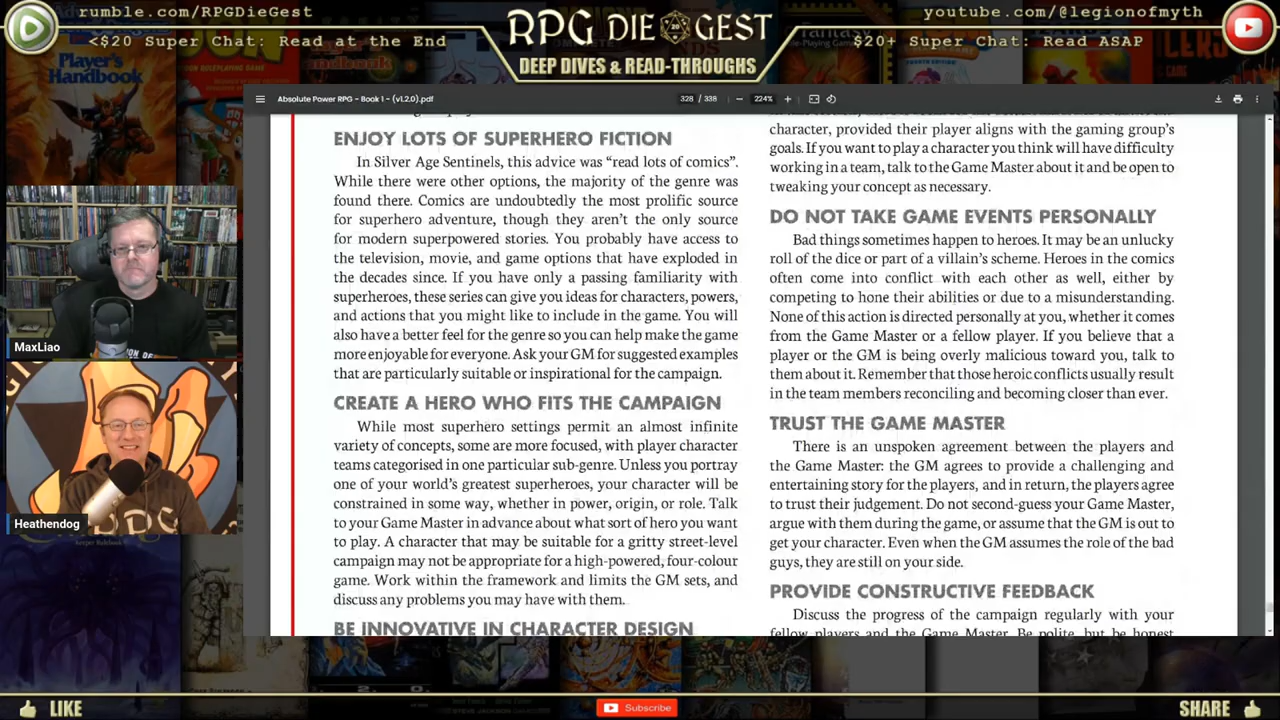 rumble.com/RPGDieGest
<$20 Super Chat: Read at the End
RPG DIE GEST
DEEP DIVES & READ-THROUGHS
youtube.com/@legionofmyth
$20+ Super Chat: Read ASAP
Player's
Handbook
Absolute Power RPG - Book 1 - (v1.2.0).pdf
328 / 338
224%
ENJOY LOTS OF SUPERHERO FICTION
In Silver Age Sentinels, this advice was “read lots of comics”.
While there were other options, the majority of the genre was
found there. Comics are undoubtedly the most prolific source
for superhero adventure, though they aren’t the only source
for modern superpowered stories. You probably have access to
the television, movie, and game options that have exploded in
the decades since. If you have only a passing familiarity with
superheroes, these series can give you ideas for characters, powers,
and actions that you might like to include in the game. You will
also have a better feel for the genre so you can help make the game
more enjoyable for everyone. Ask your GM for suggested examples
that are particularly suitable or inspirational for the campaign.
CREATE A HERO WHO FITS THE CAMPAIGN
While most superhero settings permit an almost infinite
variety of concepts, some are more focused, with player character
teams categorised in one particular sub-genre. Unless you portray
one of your world’s greatest superheroes, your character will be
constrained in some way, whether in power, origin, or role. Talk
to your Game Master in advance about what sort of hero you want
to play. A character that may be suitable for a gritty street-level
campaign may not be appropriate for a high-powered, four-colour
game. Work within the framework and limits the GM sets, and
discuss any problems you may have with them.
BE INNOVATIVE IN CHARACTER DESIGN
character, provided their player aligns with the gaming group’s
goals. If you want to play a character you think will have difficulty
working in a team, talk to the Game Master about it and be open to
tweaking your concept as necessary.
DO NOT TAKE GAME EVENTS PERSONALLY
Bad things sometimes happen to heroes. It may be an unlucky
roll of the dice or part of a villain’s scheme. Heroes in the comics
often come into conflict with each other as well, either by
competing to hone their abilities or due to a misunderstanding.
None of this action is directed personally at you, whether it comes
from the Game Master or a fellow player. If you believe that a
player or the GM is being overly malicious toward you, talk to
them about it. Remember that those heroic conflicts usually result
in the team members reconciling and becoming closer than ever.
TRUST THE GAME MASTER
There is an unspoken agreement between the players and
the Game Master: the GM agrees to provide a challenging and
entertaining story for the players, and in return, the players agree
to trust their judgement. Do not second-guess your Game Master,
argue with them during the game, or assume that the GM is out to
get your character. Even when the GM assumes the role of the bad
guys, they are still on your side.
PROVIDE CONSTRUCTIVE FEEDBACK
Discuss the progress of the campaign regularly with your
fellow players and the Game Master. Be polite, but be honest
MaxLiao
Heathendog
LIKE
Subscribe
SHARE